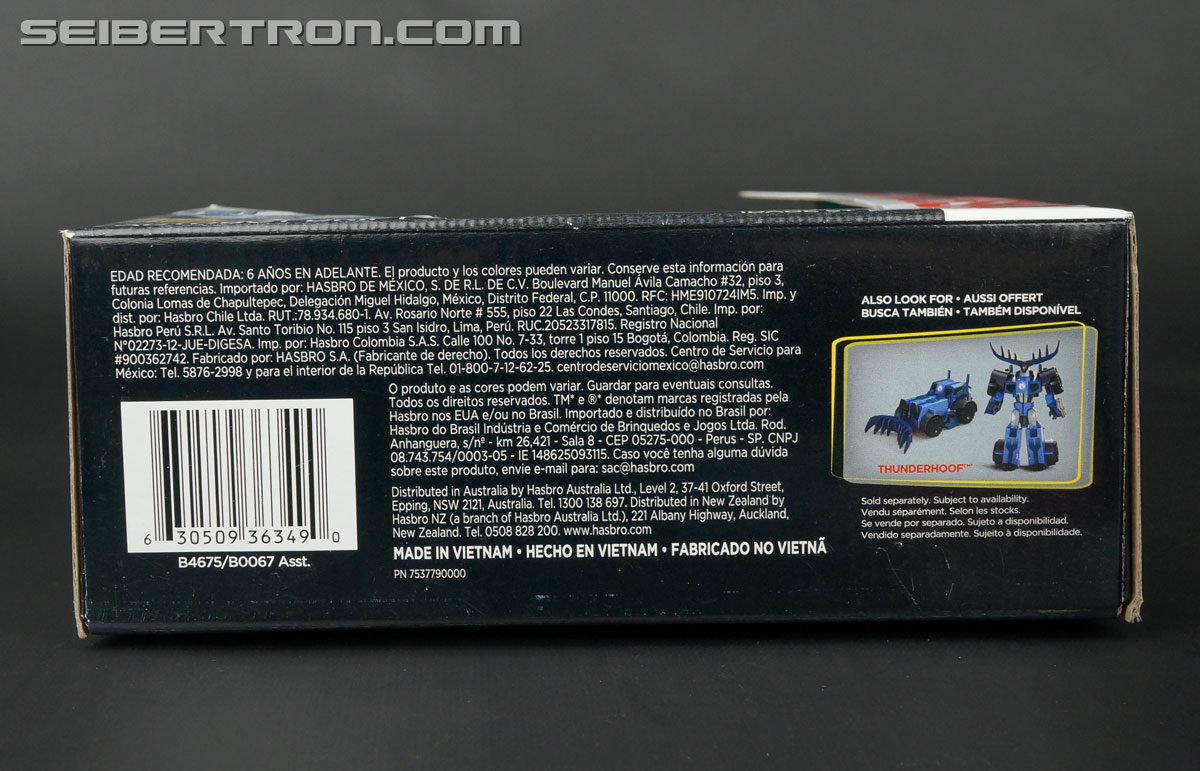 SEIBERTRON.com
EDAD RECOMENDADA: 6 AÑOS EN ADELANTE. El producto y los colores pueden variar. Conserve esta información para
futuras referencias. Importado por: HASBRO DE MÉXICO, S. DE R.L. DE C.V. Boulevard Manuel Ávila Camacho #32, piso 3,
Colonia Lomas de Chapultepec, Delegación Miguel Hidalgo, México, Distrito Federal, C.P. 11000. RFC: HME910724IM5. Imp. y
dist. por: Hasbro Chile Ltda. RUT.:78.934.680-1. Av. Rosario Norte # 555, piso 22 Las Condes, Santiago, Chile. Imp. por:
Hasbro Perú S.R.L. Av. Santo Toribio No. 115 piso 3 San Isidro, Lima, Perú. RUC.20523317815. Registro Nacional
N°02273-12-JUE-DIGESA. Imp. por: Hasbro Colombia S.A.S. Calle 100 No. 7-33, torre 1 piso 15 Bogotá, Colombia. Reg. SIC
#900362742. Fabricado por: HASBRO S.A. (Fabricante de derecho). Todos los derechos reservados. Centro de Servicio para
México: Tel. 5876-2998 y para el interior de la República Tel. 01-800-7-12-62-25. centrodeserviciomexico@hasbro.com
O produto e as cores podem variar. Guardar para eventuais consultas.
Todos os direitos reservados. TM* e ®* denotam marcas registradas pela
Hasbro nos EUA e/ou no Brasil. Importado e distribuído no Brasil por:
Hasbro do Brasil Indústria e Comércio de Brinquedos e Jogos Ltda. Rod.
Anhanguera, s/nº - km 26,421 - Sala 8 - CEP 05275-000 - Perus - SP. CNPJ
08.743.754/0003-05 - IE 148625093115. Caso você tenha alguma dúvida
sobre este produto, envie e-mail para: sac@hasbro.com
Distributed in Australia by Hasbro Australia Ltd., Level 2, 37-41 Oxford Street,
Epping, NSW 2121, Australia. Tel. 1300 138 697. Distributed in New Zealand by
Hasbro NZ (a branch of Hasbro Australia Ltd.), 221 Albany Highway, Auckland,
New Zealand. Tel. 0508 828 200. www.hasbro.com
MADE IN VIETNAM • HECHO EN VIETNAM • FABRICADO NO VIETNÃ
PN 7537790000
6 30509 36349 0
B4675/B0067 Asst.
ALSO LOOK FOR • AUSSI OFFERT
BUSCA TAMBIÉN • TAMBÉM DISPONÍVEL
THUNDERHOOF™
Sold separately. Subject to availability.
Vendu séparément. Selon les stocks.
Se vende por separado. Sujeto a disponibilidad.
Vendido separadamente. Sujeito à disponibilidade.